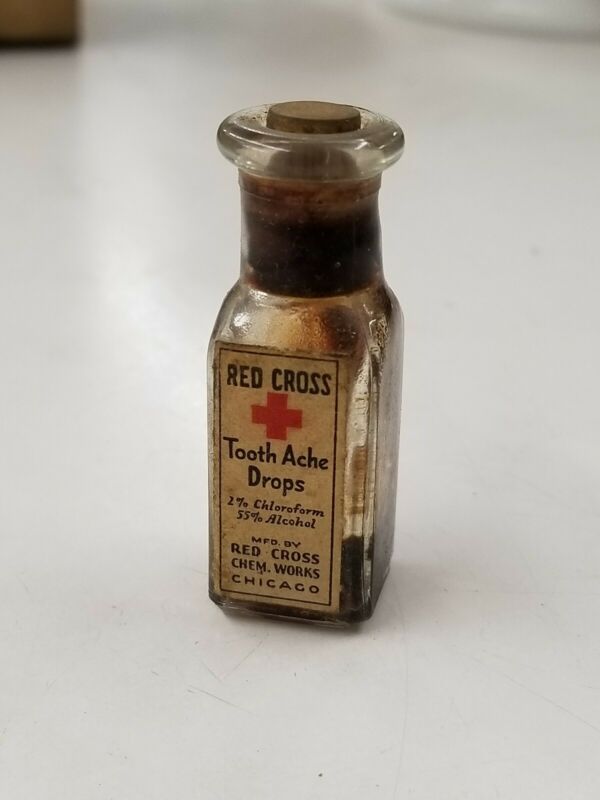 RED CROSS
Tooth Ache
Drops
2% Chloroform
55% Alcohol
MFD. BY
RED CROSS
CHEM. WORKS
CHICAGO